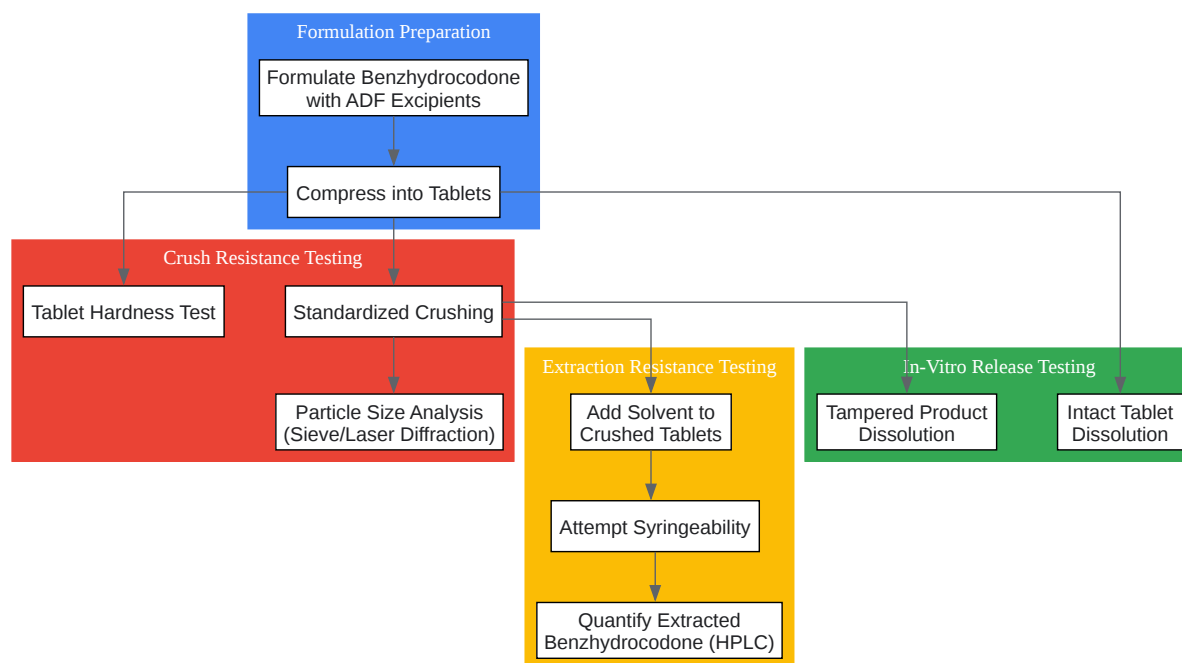 Formulation Preparation
Formulate Benzhydrocodone
with ADF Excipients
Compress into Tablets
Crush Resistance Testing
Tablet Hardness Test
Standardized Crushing
Particle Size Analysis
(Sieve/Laser Diffraction)
Extraction Resistance Testing
Add Solvent to
Crushed Tablets
Attempt Syringeability
Quantify Extracted
Benzhydrocodone (HPLC)
In-Vitro Release Testing
Tampered Product
Dissolution
Intact Tablet
Dissolution